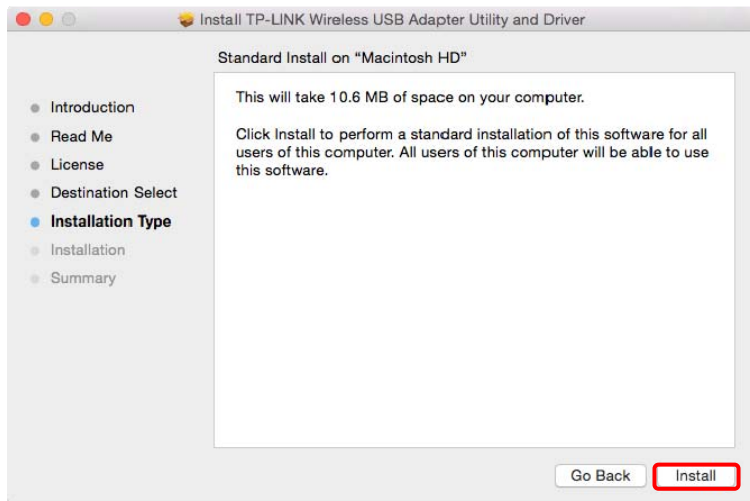 Install TP-LINK Wireless USB Adapter Utility and Driver
Standard Install on “Macintosh HD”
Introduction
Read Me
License
Destination Select
Installation Type
Installation
Summary
This will take 10.6 MB of space on your computer.
Click Install to perform a standard installation of this software for all
users of this computer. All users of this computer will be able to use
this software.
Go Back
Install